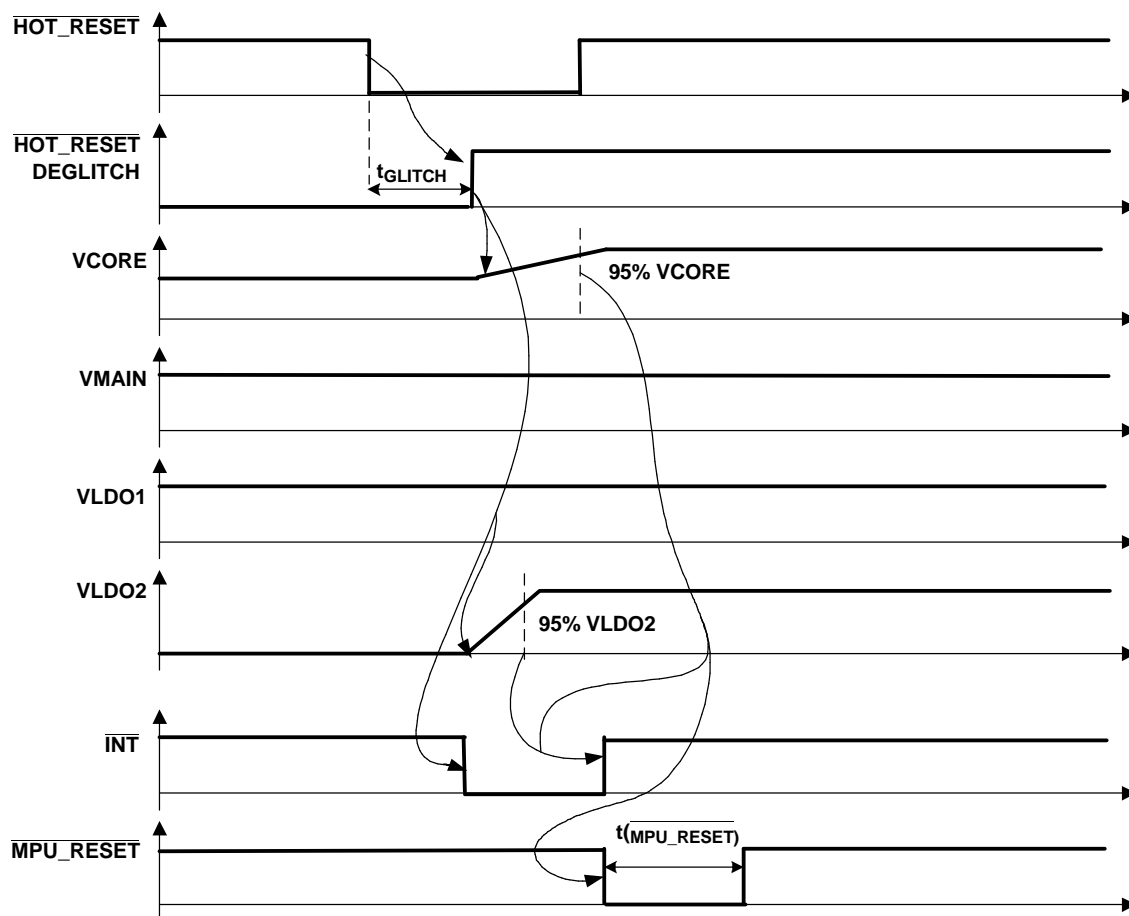 HOT_RESET
HOT_RESET
DEGLITCH
tGLITCH
VCORE
95% VCORE
VMAIN
VLDO1
VLDO2
95% VLDO2
INT
t(MPU_RESET)
MPU_RESET